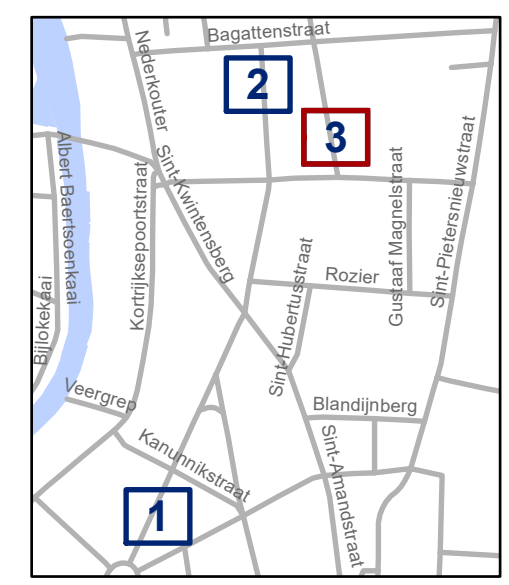 Bagattenstraat
Nederkouter
2
3
Albert Baertsoenkaai
Kortrijksepoortstraat
Sint-Kwintensberg
Gustaaf Magnelstraat
Sint-Pietersnieuwstraat
Bijlokekaai
Sint-Hubertusstraat
Rozier
Veergrep
Blandijnberg
Kanunnikstraat
Sint-Amandstraat
1